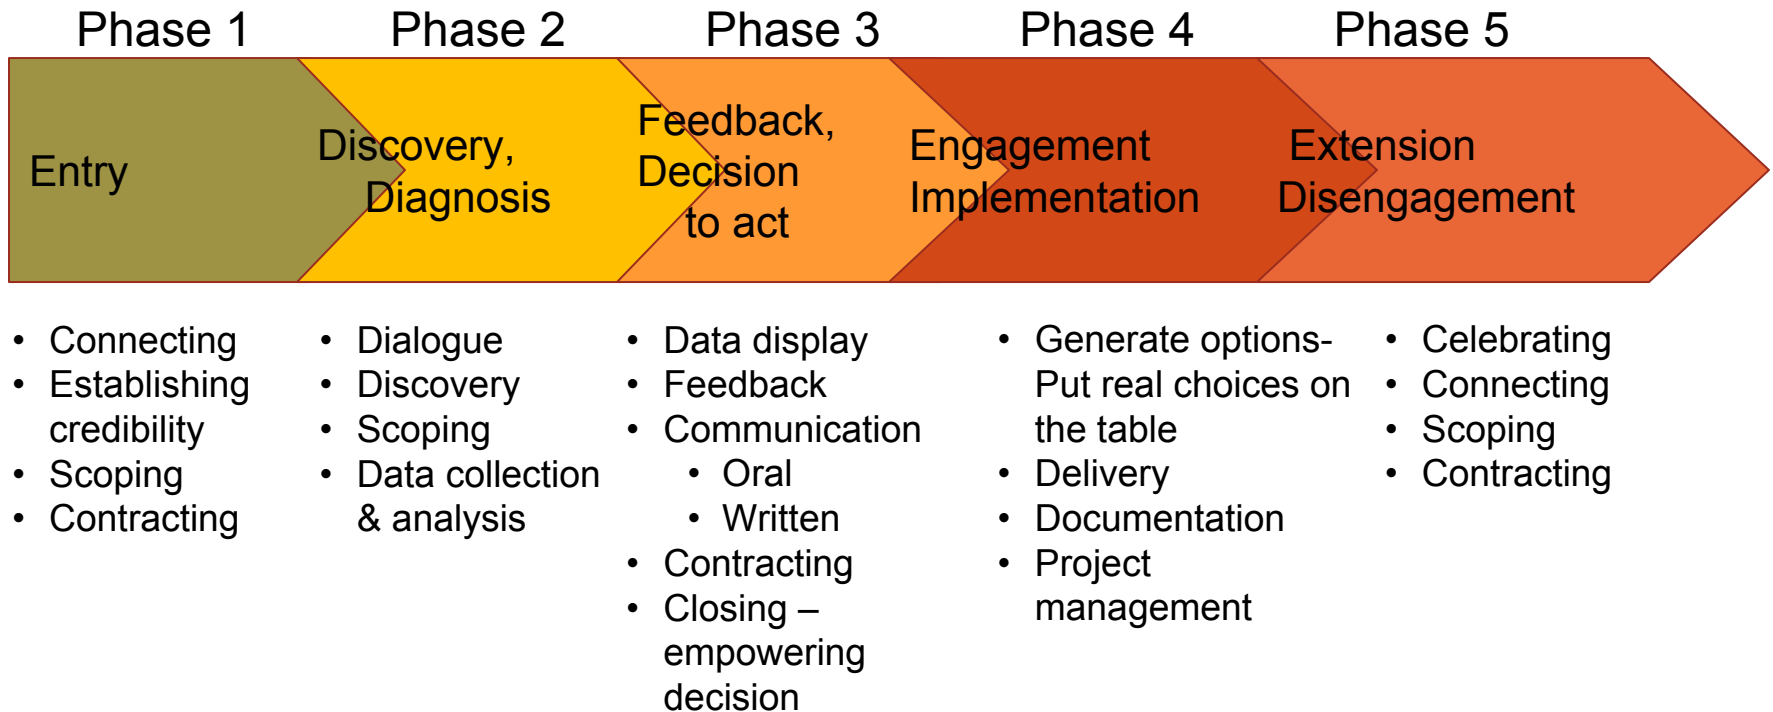 Phase 1
Phase 2
Phase 3
Phase 4
Phase 5
Entry
Discovery,
Diagnosis
Feedback,
Decision
to act
Engagement
Implementation
Extension
Disengagement
• Connecting
• Establishing
credibility
• Scoping
• Contracting
• Dialogue
• Discovery
• Scoping
• Data collection
& analysis
• Data display
• Feedback
• Communication
• Oral
• Written
• Contracting
• Closing –
empowering
decision
• Generate options-
Put real choices on
the table
• Delivery
• Documentation
• Project
management
• Celebrating
• Connecting
• Scoping
• Contracting